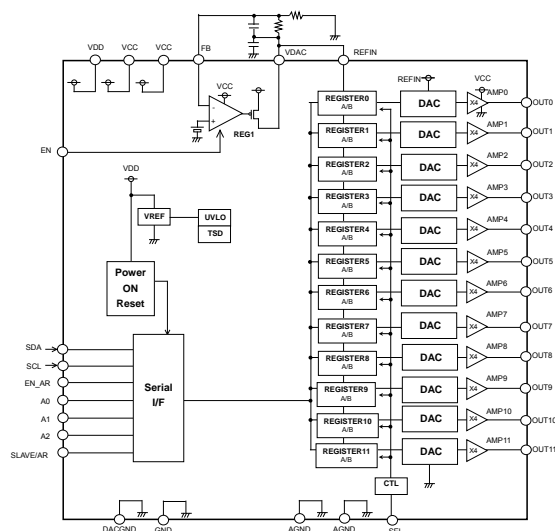 VDD
VCC
VCC
FB
VDAC
REFIN
VCC
REG1
EN
VDD
VREF
UVLO
TSD
Power
ON
Reset
SDA
SCL
EN_AR
A0
A1
A2
SLAVE/AR
Serial
I/F
REGISTER0
A/B
REGISTER1
A/B
REGISTER2
A/B
REGISTER3
A/B
REGISTER4
A/B
REGISTER5
A/B
REGISTER6
A/B
REGISTER7
A/B
REGISTER8
A/B
REGISTER9
A/B
REGISTER10
A/B
REGISTER11
A/B
CTL
REFIN
VCC
DAC
X4
AMP0
OUT0
DAC
X4
AMP1
OUT1
DAC
X4
AMP2
OUT2
DAC
X4
AMP3
OUT3
DAC
X4
AMP4
OUT4
DAC
X4
AMP5
OUT5
DAC
X4
AMP6
OUT6
DAC
X4
AMP7
OUT7
DAC
X4
AMP8
OUT8
DAC
X4
AMP9
OUT9
DAC
X4
AMP10
OUT10
DAC
X4
AMP11
OUT11
DACGND
GND
AGND
AGND
SEL